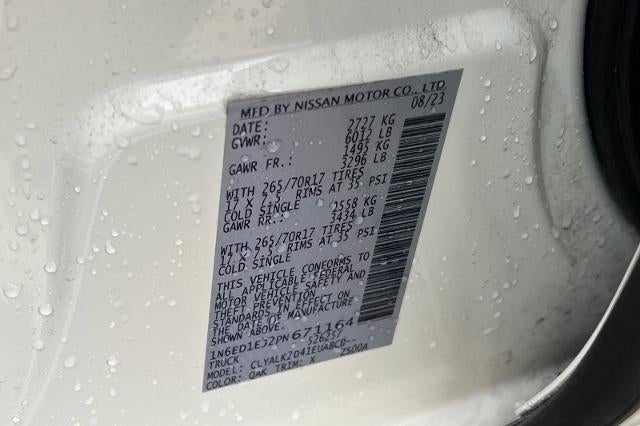 MFD BY NISSAN MOTOR CO., LTD.
DATE: 08/23
GVWR: 2727 KG
6012 LB
GAWR FR.: 1495 KG
3296 LB
WITH 265/70R17 TIRES
17 X 7.5 RIMS AT 35 PSI
COLD SINGLE
GAWR RR.: 1558 KG
3434 LB
WITH 265/70R17 TIRES
17 X 7.5 RIMS AT 35 PSI
COLD SINGLE
THIS VEHICLE CONFORMS TO
ALL APPLICABLE FEDERAL
MOTOR VEHICLE SAFETY AND
THEFT PREVENTION
STANDARDS IN EFFECT ON
THE DATE OF MANUFACTURE
SHOWN ABOVE.
1N6ED1EJ2PN671164
TRUCK 526257
MODEL: CLYALK2D41EUABCB--
COLOR: QAK TRIM: X ZS00A